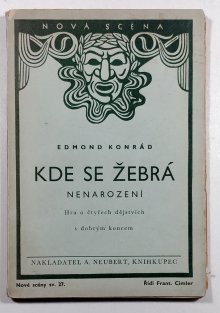 NOVÁ SCÉNA
EDMOND KONRÁD
KDE SE ŽEBRÁ
NENAROZENÍ
Hra o čtyřech dějstvích
s dobrým koncem
NAKLADATEL A. NEUBERT, KNIHKUPEC
Nové scény sv. 27. Řídí Frant. Cimler